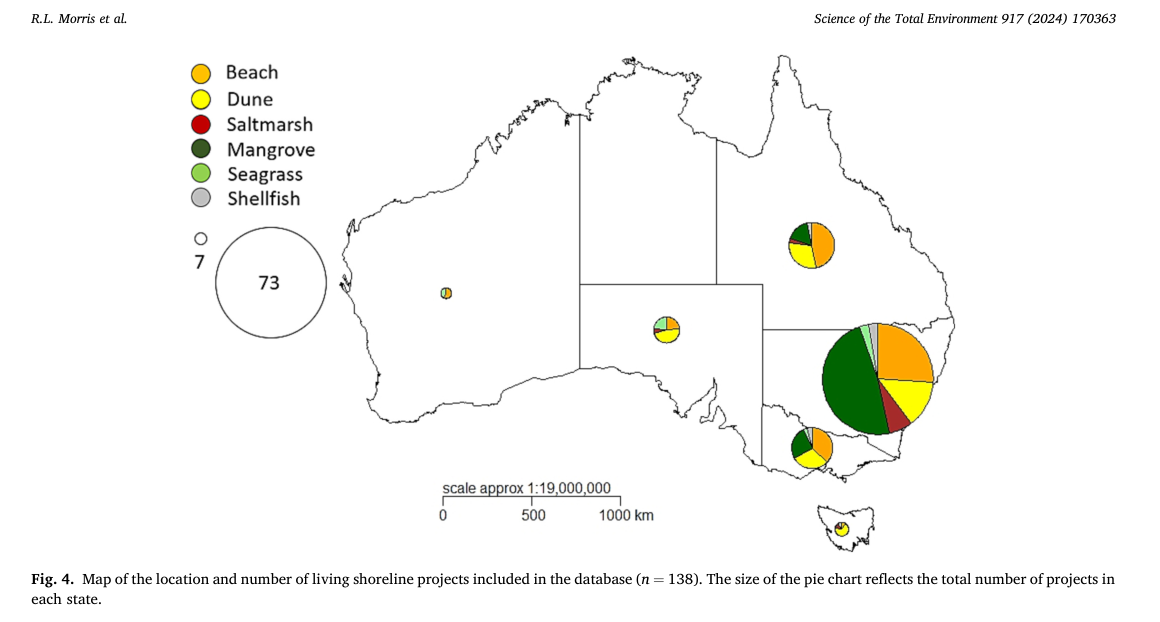 R.L. Morris et al.
Science of the Total Environment 917 (2024) 170363
Beach
Dune
Saltmarsh
Mangrove
Seagrass
Shellfish
7
73
scale approx 1:19,000,000
0 500 1000 km
Fig. 4. Map of the location and number of living shoreline projects included in the database (n = 138). The size of the pie chart reflects the total number of projects in
each state.